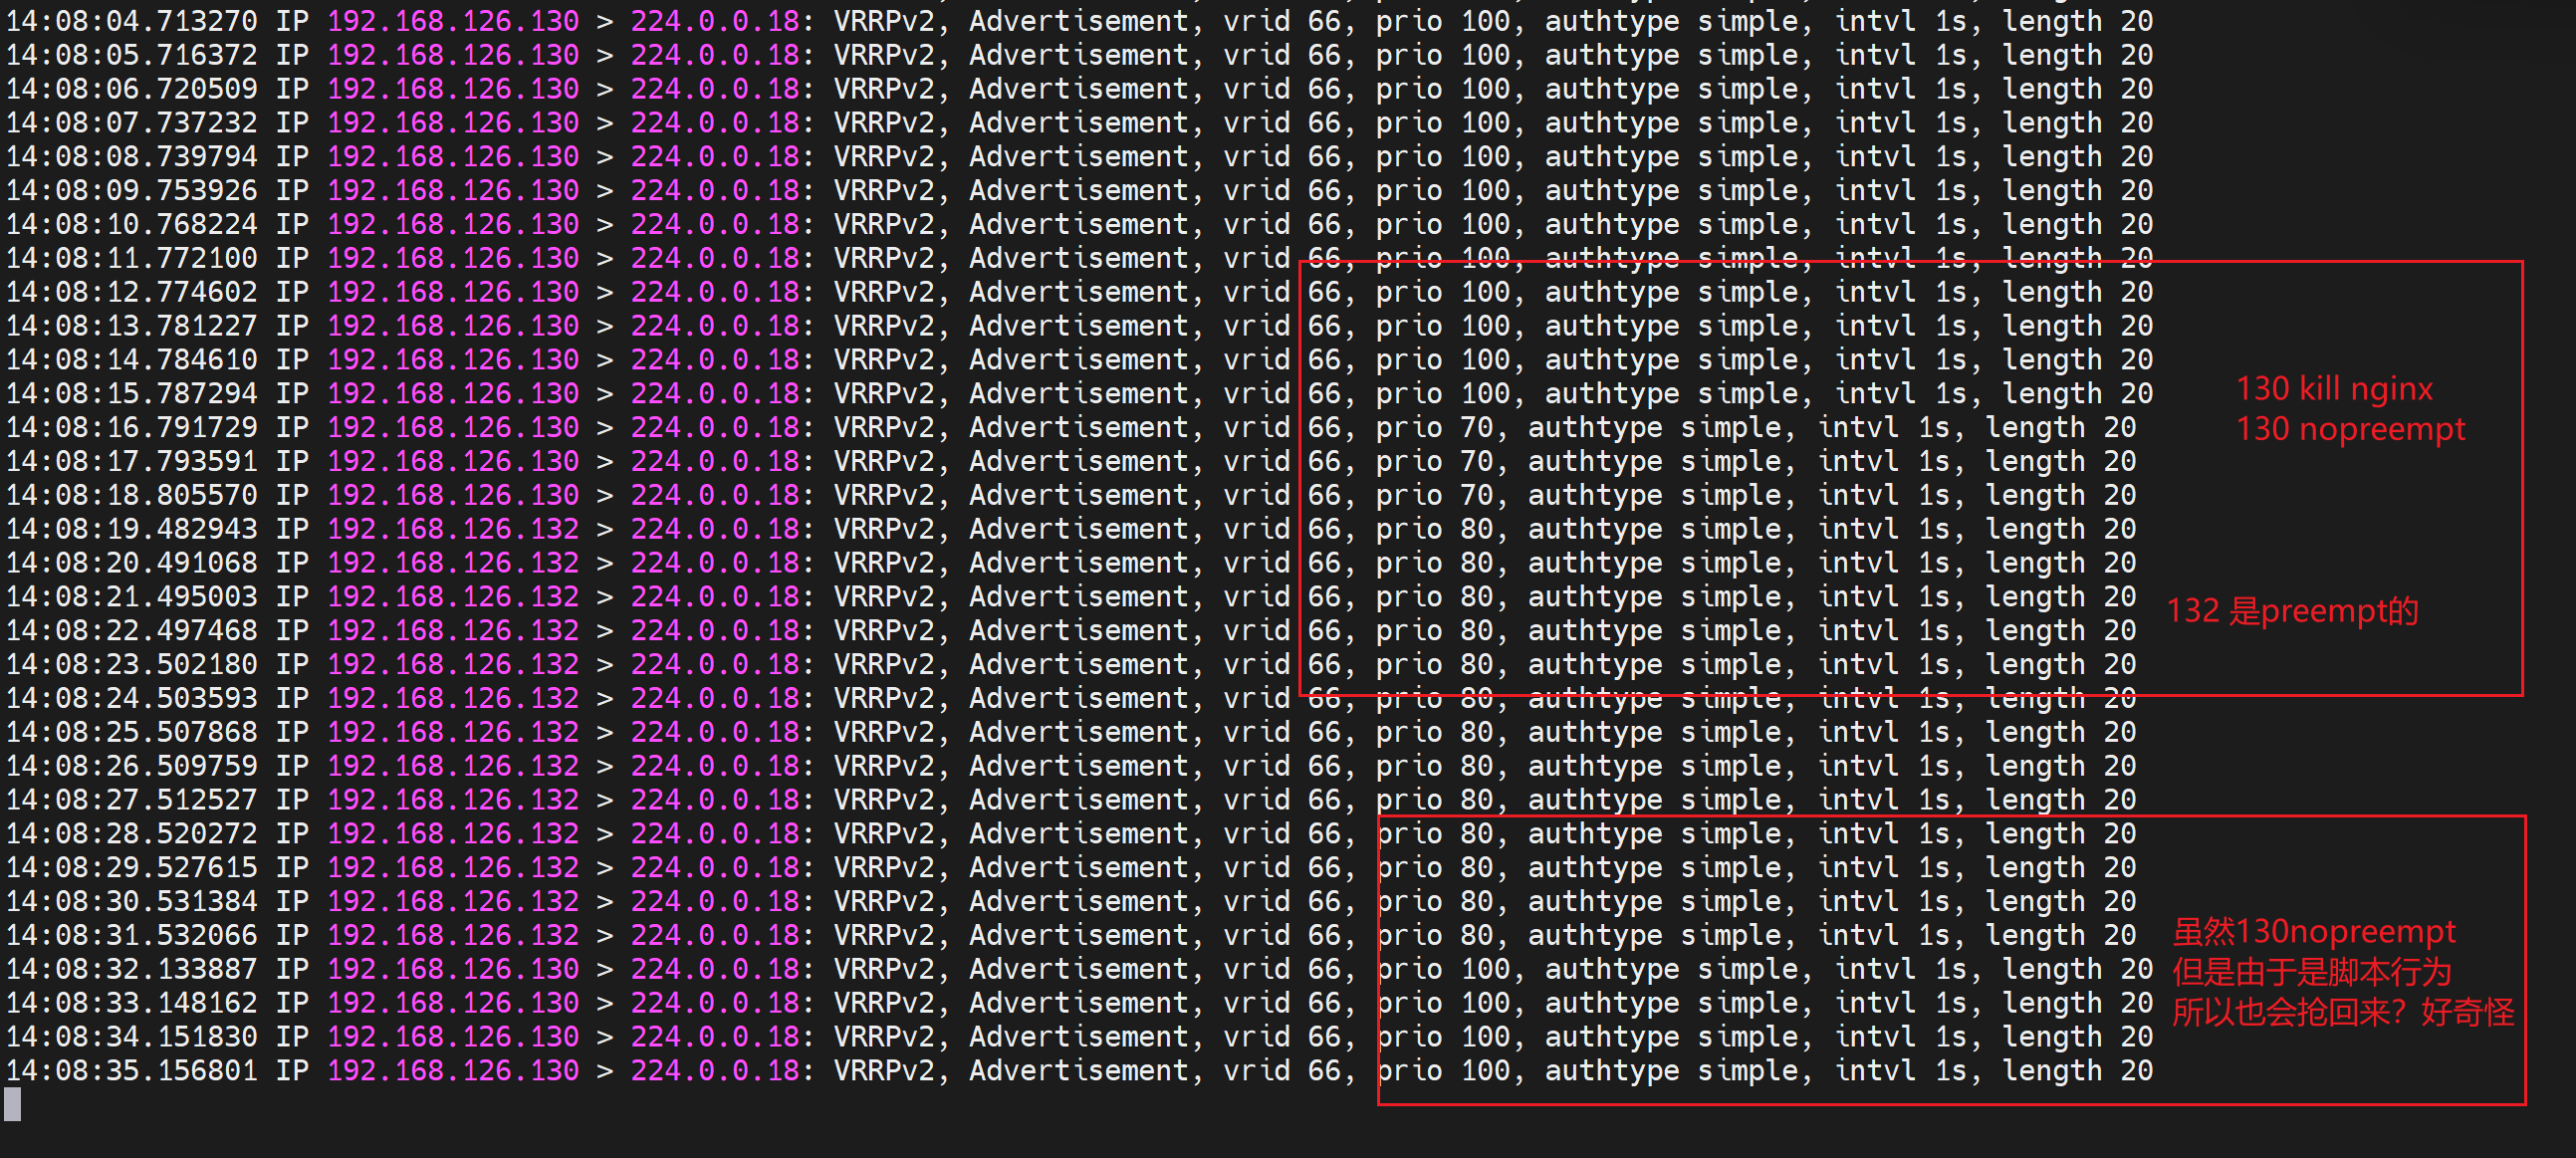 14:08:04.713270 IP 192.168.126.130 > 224.0.0.18: VRRPv2, Advertisement, vrid 66, prio 100, authtype simple, intvl 1s, length 20
14:08:05.716372 IP 192.168.126.130 > 224.0.0.18: VRRPv2, Advertisement, vrid 66, prio 100, authtype simple, intvl 1s, length 20
14:08:06.720509 IP 192.168.126.130 > 224.0.0.18: VRRPv2, Advertisement, vrid 66, prio 100, authtype simple, intvl 1s, length 20
14:08:07.737232 IP 192.168.126.130 > 224.0.0.18: VRRPv2, Advertisement, vrid 66, prio 100, authtype simple, intvl 1s, length 20
14:08:08.739794 IP 192.168.126.130 > 224.0.0.18: VRRPv2, Advertisement, vrid 66, prio 100, authtype simple, intvl 1s, length 20
14:08:09.753926 IP 192.168.126.130 > 224.0.0.18: VRRPv2, Advertisement, vrid 66, prio 100, authtype simple, intvl 1s, length 20
14:08:10.768224 IP 192.168.126.130 > 224.0.0.18: VRRPv2, Advertisement, vrid 66, prio 100, authtype simple, intvl 1s, length 20
14:08:11.772100 IP 192.168.126.130 > 224.0.0.18: VRRPv2, Advertisement, vrid 66, prio 100, authtype simple, intvl 1s, length 20
14:08:12.774602 IP 192.168.126.130 > 224.0.0.18: VRRPv2, Advertisement, vrid 66, prio 100, authtype simple, intvl 1s, length 20
14:08:13.781227 IP 192.168.126.130 > 224.0.0.18: VRRPv2, Advertisement, vrid 66, prio 100, authtype simple, intvl 1s, length 20
14:08:14.784610 IP 192.168.126.130 > 224.0.0.18: VRRPv2, Advertisement, vrid 66, prio 100, authtype simple, intvl 1s, length 20
14:08:15.787294 IP 192.168.126.130 > 224.0.0.18: VRRPv2, Advertisement, vrid 66, prio 100, authtype simple, intvl 1s, length 20
130 kill nginx
14:08:16.791729 IP 192.168.126.130 > 224.0.0.18: VRRPv2, Advertisement, vrid 66, prio 70, authtype simple, intvl 1s, length 20
130 nopreempt
14:08:17.793591 IP 192.168.126.130 > 224.0.0.18: VRRPv2, Advertisement, vrid 66, prio 70, authtype simple, intvl 1s, length 20
14:08:18.805570 IP 192.168.126.130 > 224.0.0.18: VRRPv2, Advertisement, vrid 66, prio 70, authtype simple, intvl 1s, length 20
14:08:19.482943 IP 192.168.126.132 > 224.0.0.18: VRRPv2, Advertisement, vrid 66, prio 80, authtype simple, intvl 1s, length 20
14:08:20.491068 IP 192.168.126.132 > 224.0.0.18: VRRPv2, Advertisement, vrid 66, prio 80, authtype simple, intvl 1s, length 20
14:08:21.495003 IP 192.168.126.132 > 224.0.0.18: VRRPv2, Advertisement, vrid 66, prio 80, authtype simple, intvl 1s, length 20
132 是preempt的
14:08:22.497468 IP 192.168.126.132 > 224.0.0.18: VRRPv2, Advertisement, vrid 66, prio 80, authtype simple, intvl 1s, length 20
14:08:23.502180 IP 192.168.126.132 > 224.0.0.18: VRRPv2, Advertisement, vrid 66, prio 80, authtype simple, intvl 1s, length 20
14:08:24.503593 IP 192.168.126.132 > 224.0.0.18: VRRPv2, Advertisement, vrid 66, prio 80, authtype simple, intvl 1s, length 20
14:08:25.507868 IP 192.168.126.132 > 224.0.0.18: VRRPv2, Advertisement, vrid 66, prio 80, authtype simple, intvl 1s, length 20
14:08:26.509759 IP 192.168.126.132 > 224.0.0.18: VRRPv2, Advertisement, vrid 66, prio 80, authtype simple, intvl 1s, length 20
14:08:27.512527 IP 192.168.126.132 > 224.0.0.18: VRRPv2, Advertisement, vrid 66, prio 80, authtype simple, intvl 1s, length 20
14:08:28.520272 IP 192.168.126.132 > 224.0.0.18: VRRPv2, Advertisement, vrid 66, prio 80, authtype simple, intvl 1s, length 20
14:08:29.527615 IP 192.168.126.132 > 224.0.0.18: VRRPv2, Advertisement, vrid 66, prio 80, authtype simple, intvl 1s, length 20
14:08:30.531384 IP 192.168.126.132 > 224.0.0.18: VRRPv2, Advertisement, vrid 66, prio 80, authtype simple, intvl 1s, length 20
14:08:31.532066 IP 192.168.126.132 > 224.0.0.18: VRRPv2, Advertisement, vrid 66, prio 80, authtype simple, intvl 1s, length 20
虽然130nopreempt
14:08:32.133887 IP 192.168.126.130 > 224.0.0.18: VRRPv2, Advertisement, vrid 66, prio 100, authtype simple, intvl 1s, length 20
但是由于是脚本行为
14:08:33.148162 IP 192.168.126.130 > 224.0.0.18: VRRPv2, Advertisement, vrid 66, prio 100, authtype simple, intvl 1s, length 20
所以也会抢回来？好奇怪
14:08:34.151830 IP 192.168.126.130 > 224.0.0.18: VRRPv2, Advertisement, vrid 66, prio 100, authtype simple, intvl 1s, length 20
14:08:35.156801 IP 192.168.126.130 > 224.0.0.18: VRRPv2, Advertisement, vrid 66, prio 100, authtype simple, intvl 1s, length 20